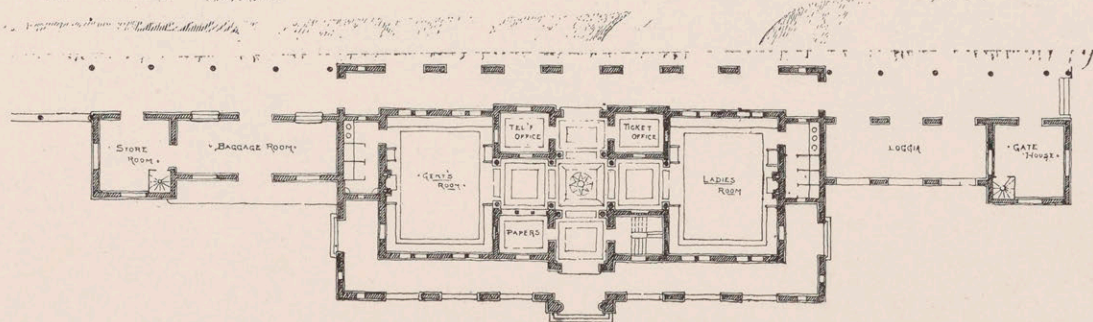 STORE
ROOM
BAGGAGE ROOM
GENT'S
ROOM
TEL'F
OFFICE
TICKET
OFFICE
PAPERS
LADIES
ROOM
LOGGIA
GATE
HOUSE